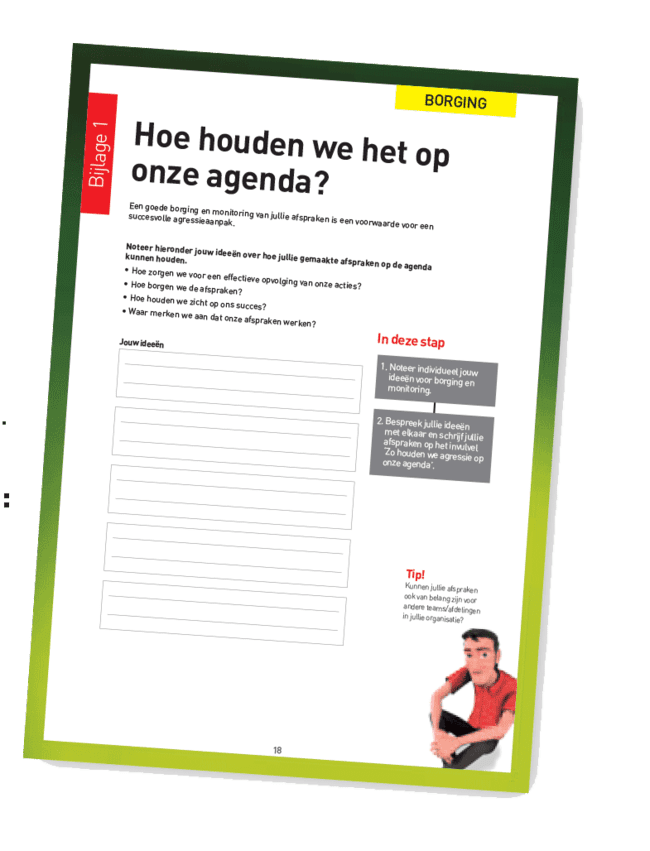 BORGING
Bijlage 1
Hoe houden we het op
onze agenda?
Een goede borging en monitoring van jullie afspraken is een voorwaarde voor een
succesvolle agressieaanpak.
Noteer hieronder jouw ideeën over hoe jullie gemaakte afspraken op de agenda
kunnen houden.
• Hoe zorgen we voor een effectieve opvolging van onze acties?
• Hoe borgen we de afspraken?
• Hoe houden we zicht op ons succes?
• Waar merken we aan dat onze afspraken werken?
Jouw ideeën
In deze stap
1. Noteer individueel jouw
ideeën voor borging en
monitoring.
2. Bespreek jullie ideeën
met elkaar en schrijf jullie
afspraken op het invulvel
'Zo houden we agressie op
onze agenda'.
Tip!
Kunnen jullie afspraken
ook van belang zijn voor
andere teams/afdelingen
in jullie organisatie?
18